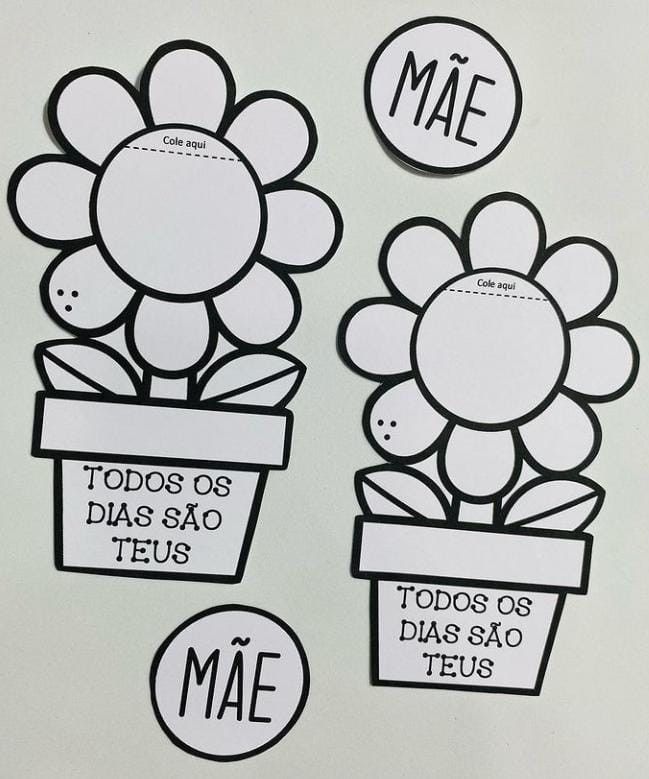 MÃE
Cole aqui
TODOS OS
DIAS SÃO
TEUS
Cole aqui
TODOS OS
DIAS SÃO
TEUS
MÃE